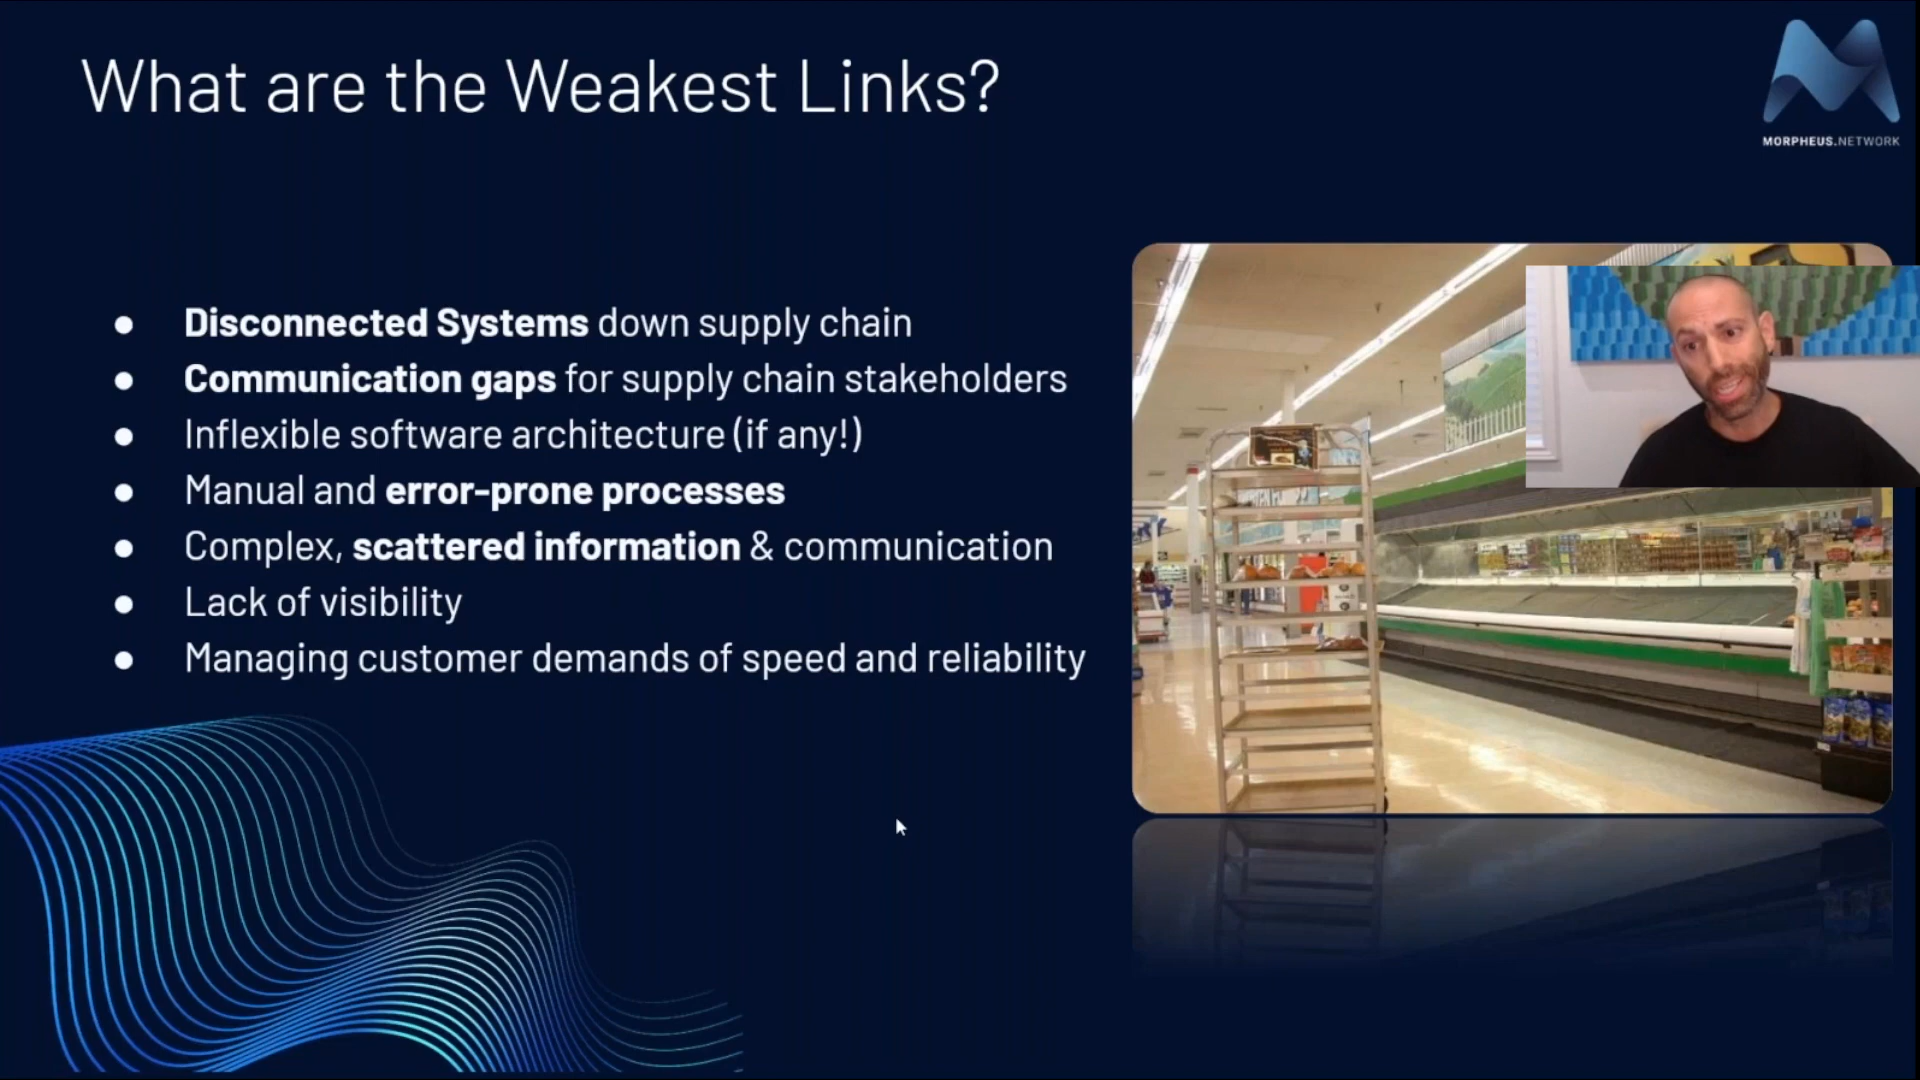 What are the Weakest Links?
MORPHEUS.NETWORK
● Disconnected Systems down supply chain
● Communication gaps for supply chain stakeholders
● Inflexible software architecture (if any!)
● Manual and error-prone processes
● Complex, scattered information & communication
● Lack of visibility
● Managing customer demands of speed and reliability